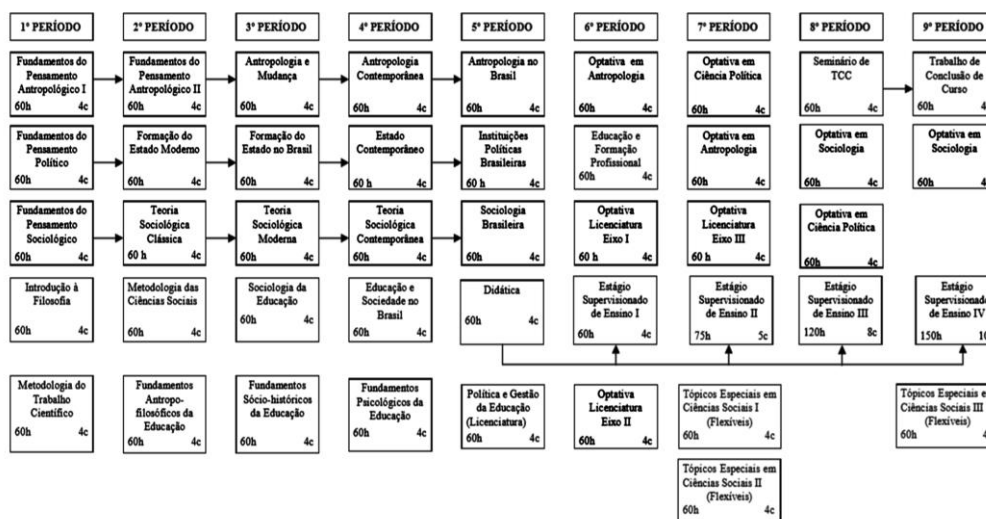 1º PERÍODO
2º PERÍODO
3º PERÍODO
4º PERÍODO
5º PERÍODO
6º PERÍODO
7º PERÍODO
8º PERÍODO
9º PERÍODO
Fundamentos do
Pensamento
Antropológico I
60h 4c
Fundamentos do
Pensamento
Antropológico II
60h 4c
Antropologia e
Mudança
60h 4c
Antropologia
Contemporânea
60h 4c
Antropologia no
Brasil
60h 4c
Optativa em
Antropologia
60h 4c
Optativa em
Ciência Política
60h 4c
Seminário de
TCC
60h 4c
Trabalho de
Conclusão de
Curso
60h
Fundamentos do
Pensamento
Político
60h 4c
Formação do
Estado Moderno
60h 4c
Formação do
Estado no Brasil
60h 4c
Estado
Contemporâneo
60 h 4c
Instituições
Políticas
Brasileiras
60 h 4c
Educação e
Formação
Profissional
60h 4c
Optativa em
Antropologia
60h 4c
Optativa em
Sociologia
60h 4c
Optativa em
Sociologia
60h
Fundamentos do
Pensamento
Sociológico
60h 4c
Teoria
Sociológica
Clássica
60 h 4c
Teoria
Sociológica
Moderna
60h 4c
Teoria
Sociológica
Contemporânea
60h 4c
Sociologia
Brasileira
60h 4c
Optativa
Licenciatura
Eixo I
60 h 4c
Optativa
Licenciatura
Eixo III
60 h 4c
Optativa em
Ciência Política
60h 4c
Introdução à
Filosofia
60h 4c
Metodologia das
Ciências Sociais
60h 4c
Sociologia da
Educação
60h 4c
Educação e
Sociedade no
Brasil
60h 4c
Didática
60h 4c
Estágio
Supervisionado
de Ensino I
60h 4c
Estágio
Supervisionado
de Ensino II
75h 5c
Estágio
Supervisionado
de Ensino III
120h 8c
Estágio
Supervisionado
de Ensino IV
150h
Metodologia do
Trabalho
Científico
60h 4c
Fundamentos
Antropo-
filosóficos da
Educação
60h 4c
Fundamentos
Sócio-históricos
da Educação
60h 4c
Fundamentos
Psicológicos da
Educação
60h 4c
Política e Gestão
da Educação
(Licenciatura)
60h 4c
Optativa
Licenciatura
Eixo II
60h 4c
Tópicos Especiais em
Ciências Sociais I
(Flexíveis)
60h 4c
Tópicos Especiais
Ciências Sociais III
(Flexíveis)
60h
Tópicos Especiais em
Ciências Sociais II
(Flexíveis)
60h 4c